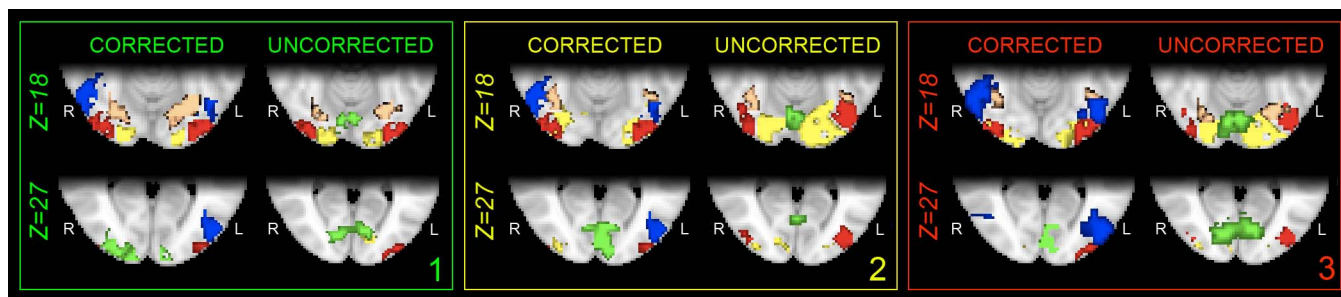 CORRECTED UNCORRECTED
Z=18
R L R L
Z=27
R L R L
1
CORRECTED UNCORRECTED
Z=18
R L R L
Z=27
R L R L
2
CORRECTED UNCORRECTED
Z=18
R L R L
Z=27
R L R L
3